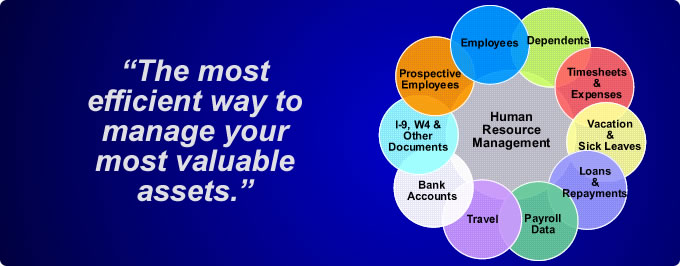 “The most
efficient way to
manage your
most valuable
assets.”
Employees
Dependents
Timesheets
&
Expenses
Vacation
&
Sick Leaves
Loans
&
Repayments
Payroll
Data
Travel
Bank
Accounts
I-9, W4 &
Other
Documents
Prospective
Employees
Human
Resource
Management